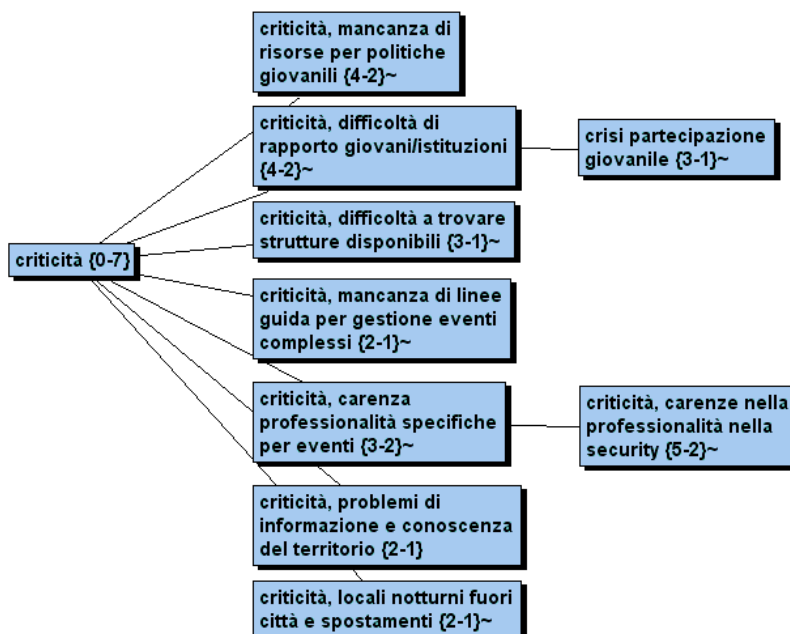 criticità, mancanza di
risorse per politiche
giovanili {4-2}~
criticità, difficoltà di
rapporto giovani/istituzioni
{4-2}~
crisi partecipazione
giovanile {3-1}~
criticità, difficoltà a trovare
strutture disponibili {3-1}~
criticità {0-7}
criticità, mancanza di linee
guida per gestione eventi
complessi {2-1}~
criticità, carenza
professionalità specifiche
per eventi {3-2}~
criticità, carenze nella
professionalità nella
security {5-2}~
criticità, problemi di
informazione e conoscenza
del territorio {2-1}
criticità, locali notturni fuori
città e spostamenti {2-1}~